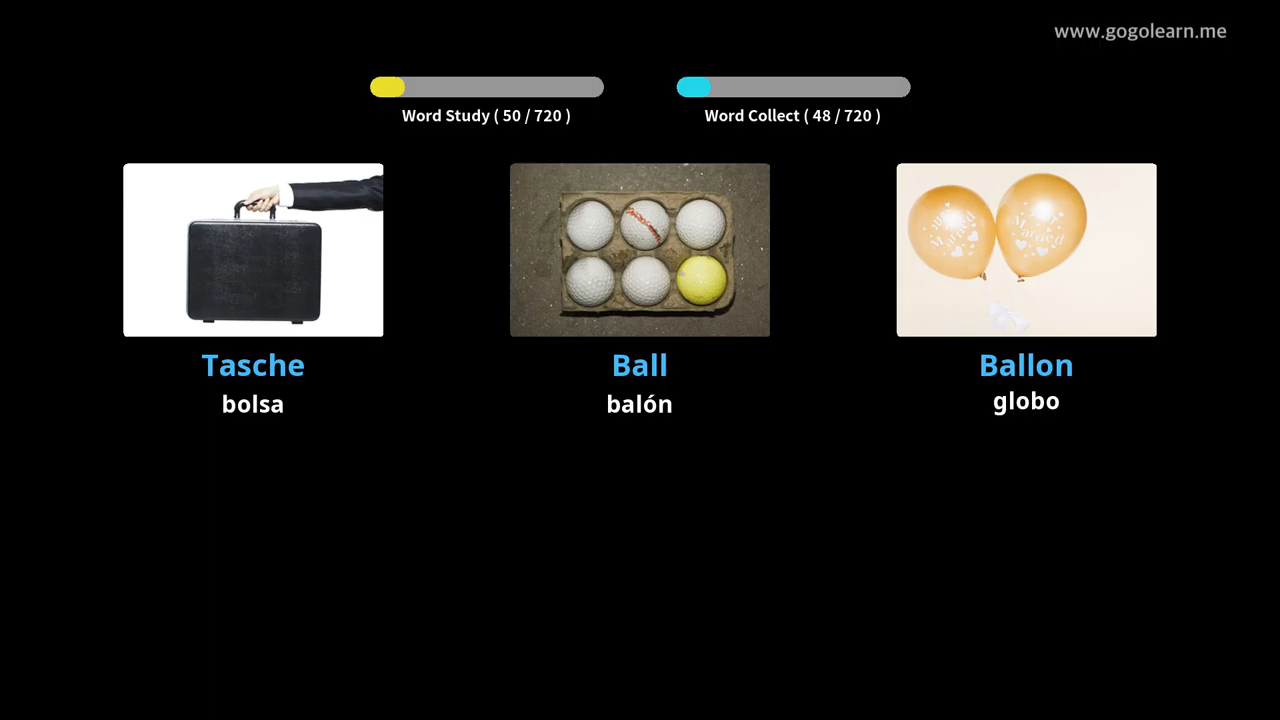 www.gogolearn.me
Word Study ( 50 / 720 )
Word Collect ( 48 / 720 )
Tasche
bolsa
Ball
balón
Ballon
globo